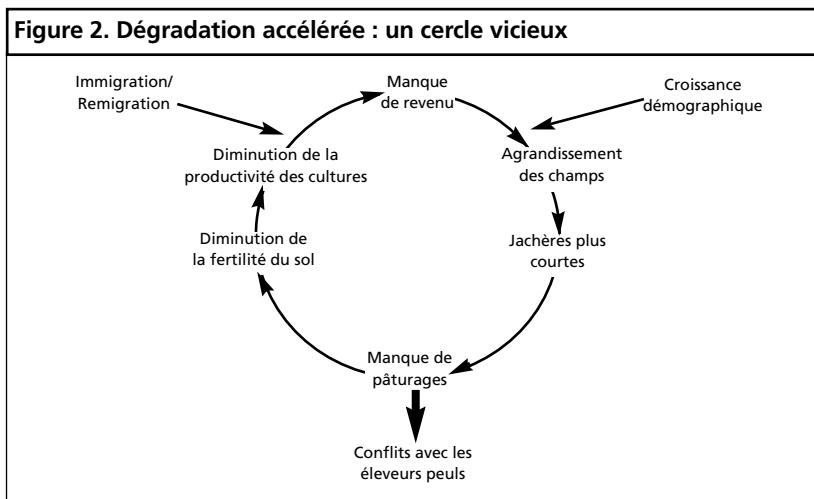 Figure 2. Dégradation accélérée : un cercle vicieux
Immigration/
Remigration
Manque
de revenu
Croissance
démographique
Diminution de la
productivité des cultures
Agrandissement
des champs
Diminution de
la fertilité du sol
Jachères plus
courtes
Manque de
pâturages
Conflits avec les
éleveurs peuls